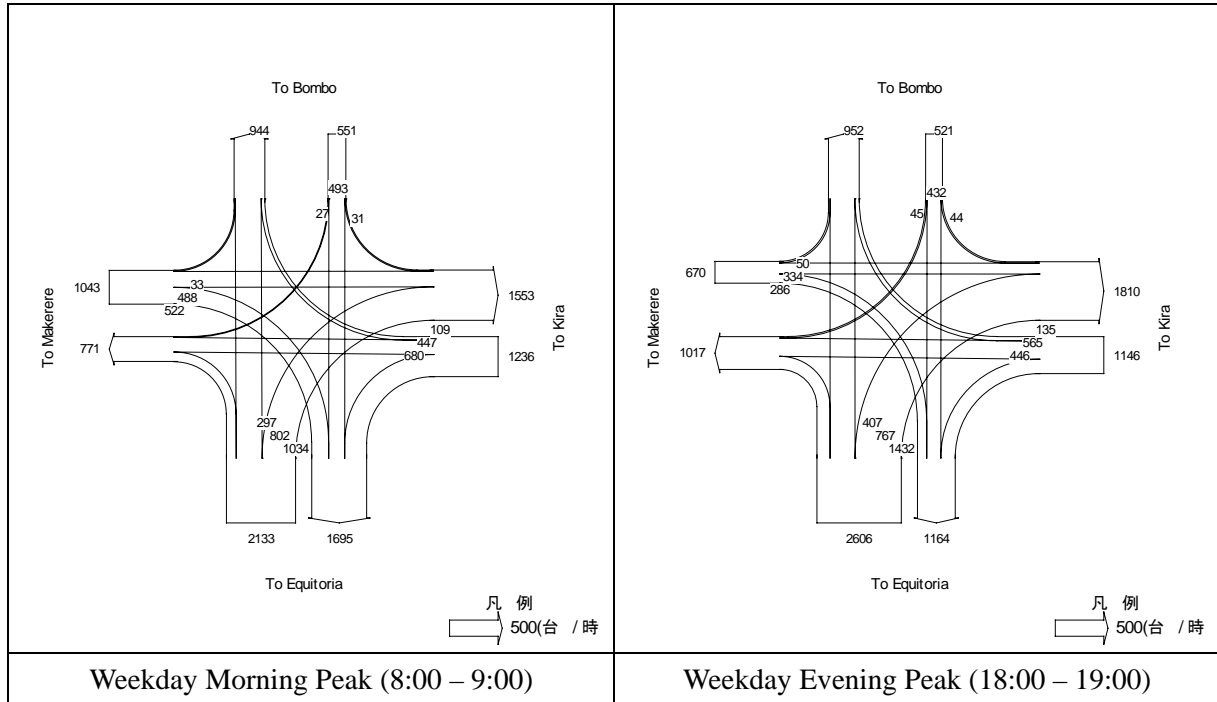 To Bombo
944
551
493
27
31
To Makerere
1043
33
488
522
771
1553
To Kira
109
447
680
1236
297
802
1034
2133
1695
To Equitoria
凡 例
500(台 / 時
Weekday Morning Peak (8:00 – 9:00)
To Bombo
952
521
432
45
44
To Makerere
670
50
334
286
1017
1810
To Kira
135
565
446
1146
407
767
1432
2606
1164
To Equitoria
凡 例
500(台 / 時
Weekday Evening Peak (18:00 – 19:00)